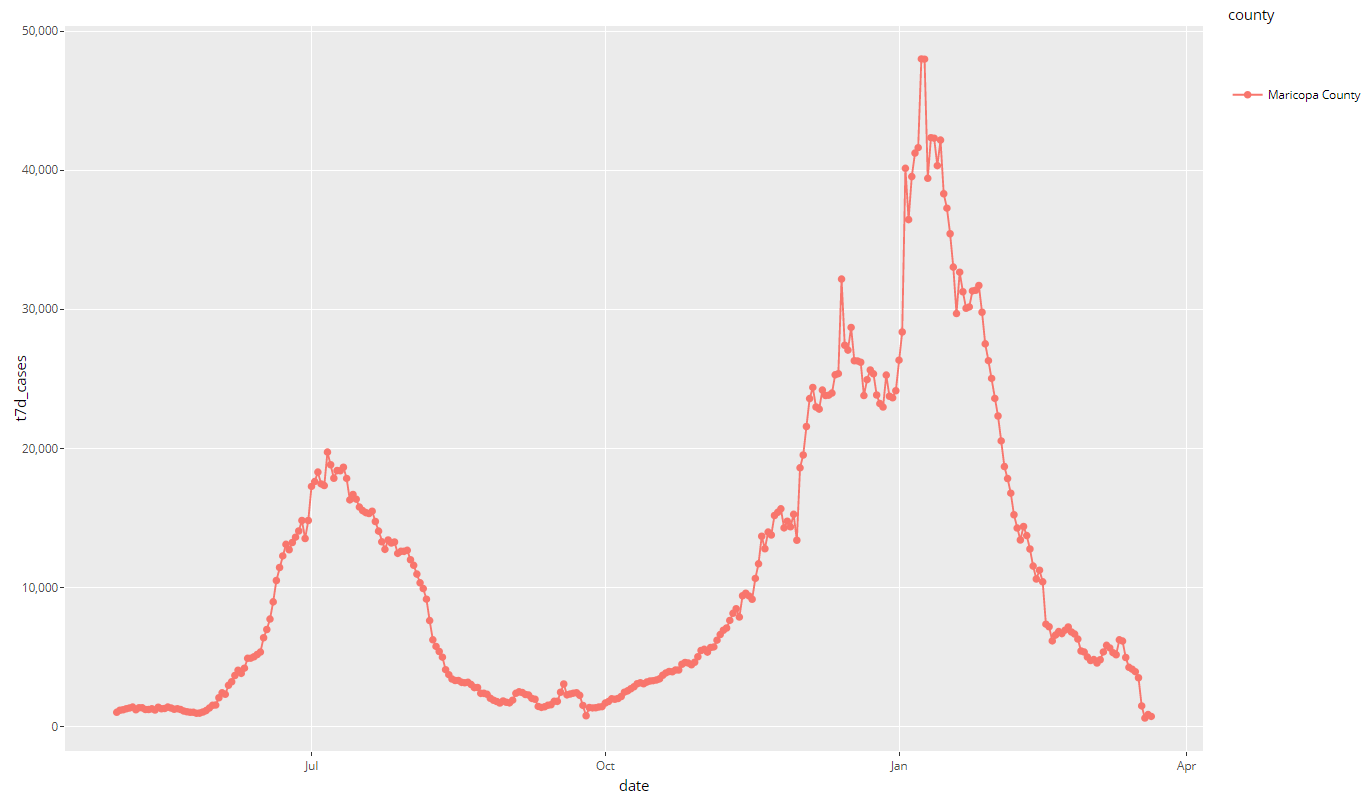 county
Maricopa County
t7d_cases
50,000
40,000
30,000
20,000
10,000
0
Jul
Oct
Jan
Apr
date